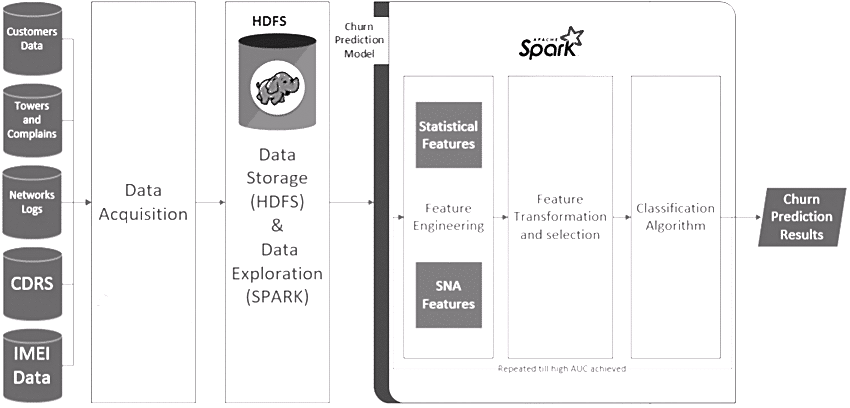 Customers
Data
Towers
and
Complains
Networks
Logs
CDRS
IMEI
Data
Data
Acquisition
HDFS
Data
Storage
(HDFS)
&
Data
Exploration
(SPARK)
Churn
Prediction
Model
APACHE
Spark
Statistical
Features
Feature
Engineering
SNA
Features
Feature
Transformation
and selection
Classification
Algorithm
Repeated till high AUC achieved
Churn
Prediction
Results